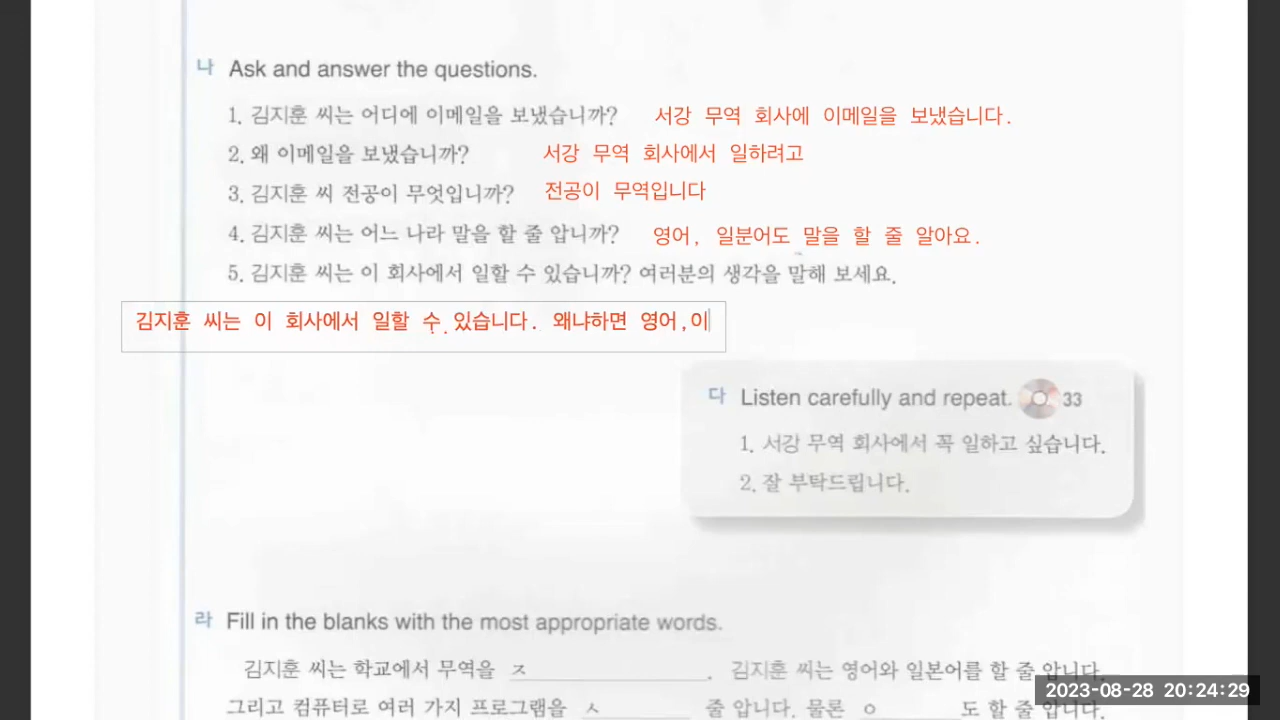 나 Ask and answer the questions.
1. 김지훈 씨는 어디에 이메일을 보냈습니까? 서강 무역 회사에 이메일을 보냈습니다.
2. 왜 이메일을 보냈습니까? 서강 무역 회사에서 일하려고
3. 김지훈 씨 전공이 무엇입니까? 전공이 무역입니다
4. 김지훈 씨는 어느 나라 말을 할 줄 압니까? 영어, 일분어도 말을 할 줄 알아요.
5. 김지훈 씨는 이 회사에서 일할 수 있습니까? 여러분의 생각을 말해 보세요.
김지훈 씨는 이 회사에서 일할 수 있습니다. 왜냐하면 영어,이
다 Listen carefully and repeat. 33
1. 서강 무역 회사에서 꼭 일하고 싶습니다.
2. 잘 부탁드립니다.
라 Fill in the blanks with the most appropriate words.
김지훈 씨는 학교에서 무역을 ㅈ . 김지훈 씨는 영어와 일본어를 할 줄 압니다.
그리고 컴퓨터로 여러 가지 프로그램을 ㅅ 줄 압니다. 물론 ㅇ 도 할 줄 압니다.
2023-08-28 20:24:29